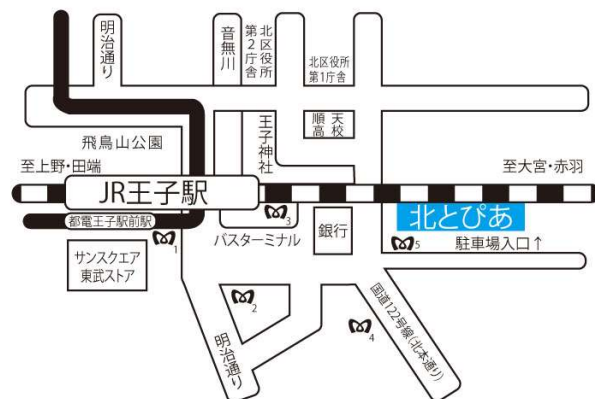 明治通り
音無川
北区役所
第2庁舎
北区役所
第1庁舎
飛鳥山公園
王子神社
順天
高校
至上野・田端
至大宮・赤羽
JR王子駅
北とぴあ
都電王子駅前駅
3
バスターミナル
銀行
1
5
駐車場入口↑
サンスクエア
東武ストア
2
4
明治通り
国道122号線(北本通り)